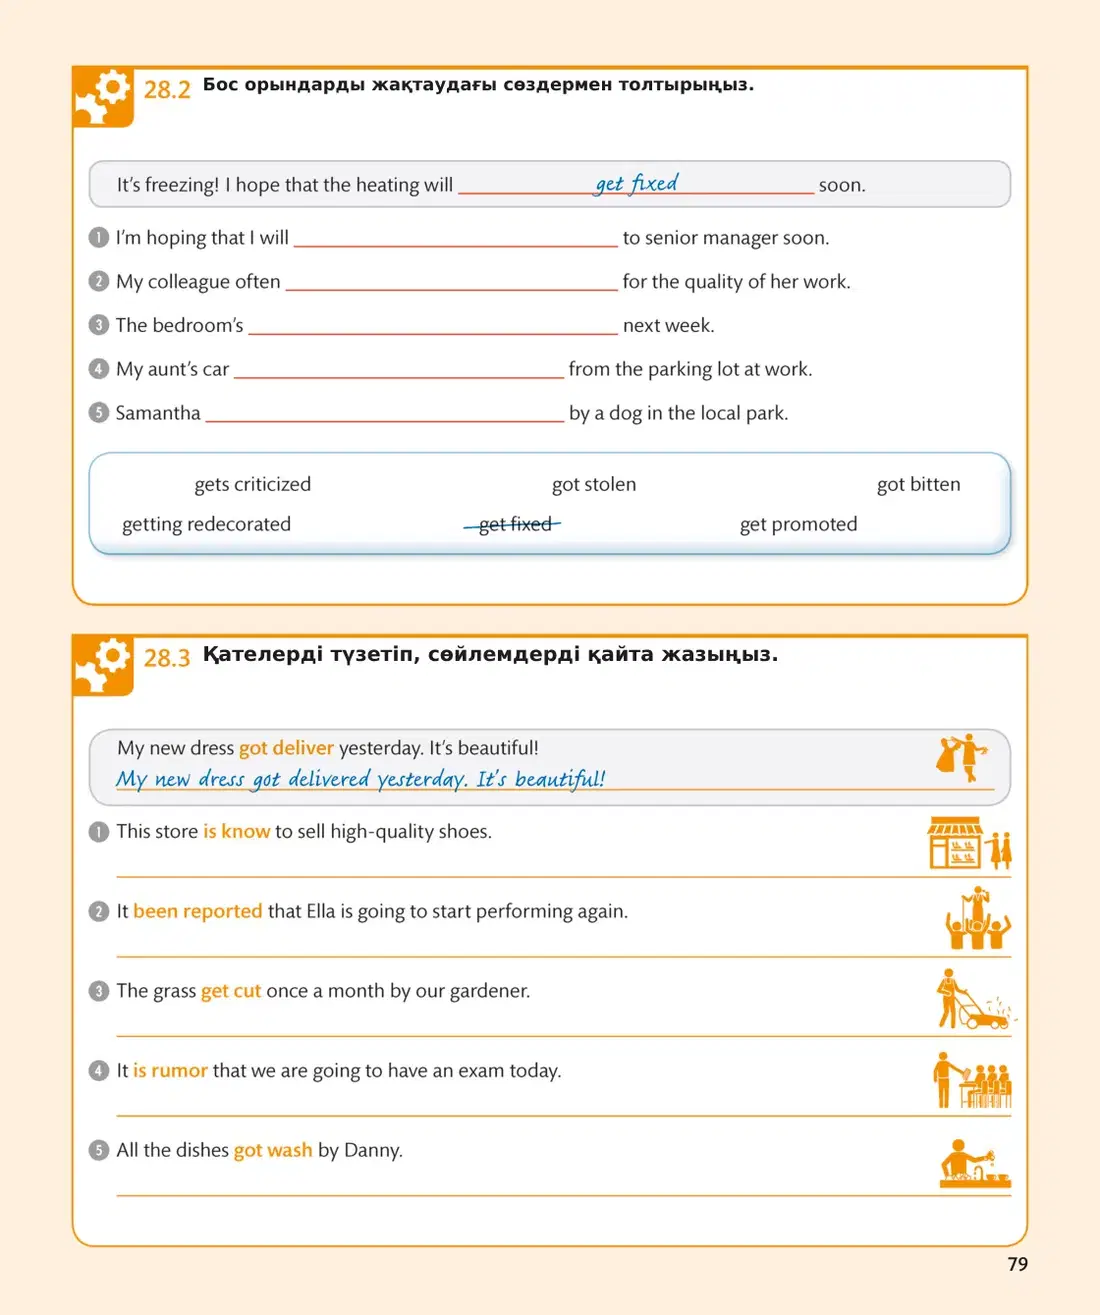 28.2 Бос орындарды жақтаудағы сөздермен толтырыңыз.
It's freezing! I hope that the heating will get fixed soon.
1 I'm hoping that I will ____ to senior manager soon.
2 My colleague often ____ for the quality of her work.
3 The bedroom's ____ next week.
4 My aunt's car ____ from the parking lot at work.
5 Samantha ____ by a dog in the local park.
gets criticized got stolen got bitten
getting redecorated get fixed get promoted
28.3 Қателерді түзетіп, сөйлемдерді қайта жазыңыз.
My new dress got deliver yesterday. It's beautiful!
My new dress got delivered yesterday. It's beautiful!
1 This store is know to sell high-quality shoes.
2 It been reported that Ella is going to start performing again.
3 The grass get cut once a month by our gardener.
4 It is rumor that we are going to have an exam today.
5 All the dishes got wash by Danny.
79